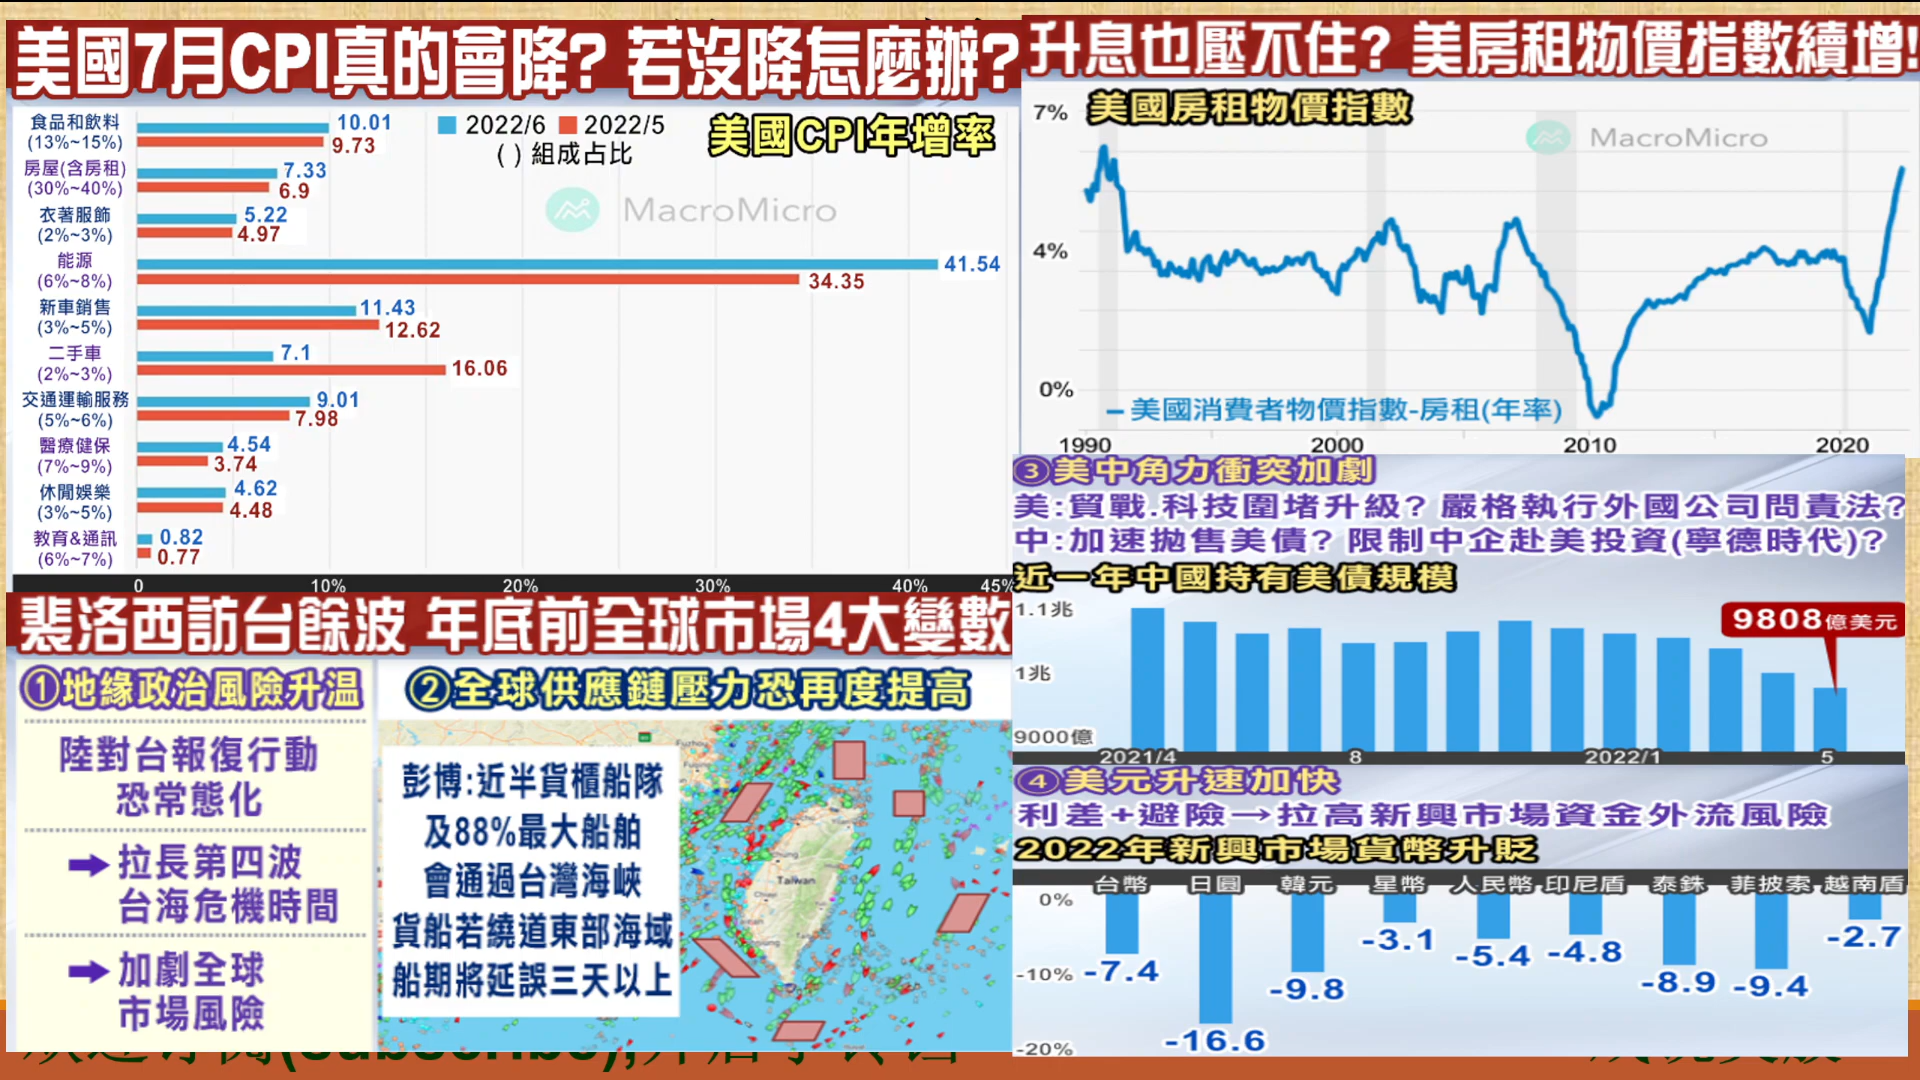 美國7月CPI真的會降? 若沒降怎麼辦?
美國CPI年增率
2022/6 2022/5
( ) 組成占比
MacroMicro
食品和飲料
(13%~15%)
10.01
9.73
房屋(含房租)
(30%~40%)
7.33
6.9
衣著服飾
(2%~3%)
5.22
4.97
能源
(6%~8%)
41.54
34.35
新車銷售
(3%~5%)
11.43
12.62
二手車
(2%~3%)
7.1
16.06
交通運輸服務
(5%~6%)
9.01
7.98
醫療健保
(7%~9%)
4.54
3.74
休閒娛樂
(3%~5%)
4.62
4.48
教育&通訊
(6%~7%)
0.82
0.77
0 10% 20% 30% 40% 45%
升息也壓不住? 美房租物價指數續增!
美國房租物價指數
MacroMicro
7%
4%
0%
美國消費者物價指數-房租(年率)
1990 2000 2010 2020
裴洛西訪台餘波 年底前全球市場4大變數
①地緣政治風險升温
陸對台報復行動
恐常態化
➡拉長第四波
台海危機時間
➡加劇全球
市場風險
②全球供應鏈壓力恐再度提高
彭博:近半貨櫃船隊
及88%最大船舶
會通過台灣海峽
貨船若繞道東部海域
船期將延誤三天以上
Taiwan
③美中角力衝突加劇
美:貿戰.科技圍堵升級? 嚴格執行外國公司問責法?
中:加速拋售美債? 限制中企赴美投資(寧德時代)?
近一年中國持有美債規模
1.1兆
1兆
9000億
9808億美元
2021/4 8 2022/1 5
④美元升速加快
利差+避險→拉高新興市場資金外流風險
2022年新興市場貨幣升貶
台幣 日圓 韓元 星幣 人民幣 印尼盾 泰銖 菲披索 越南盾
0%
-10%
-20%
-7.4
-16.6
-9.8
-3.1
-5.4
-4.8
-8.9
-9.4
-2.7
(Subscribe),